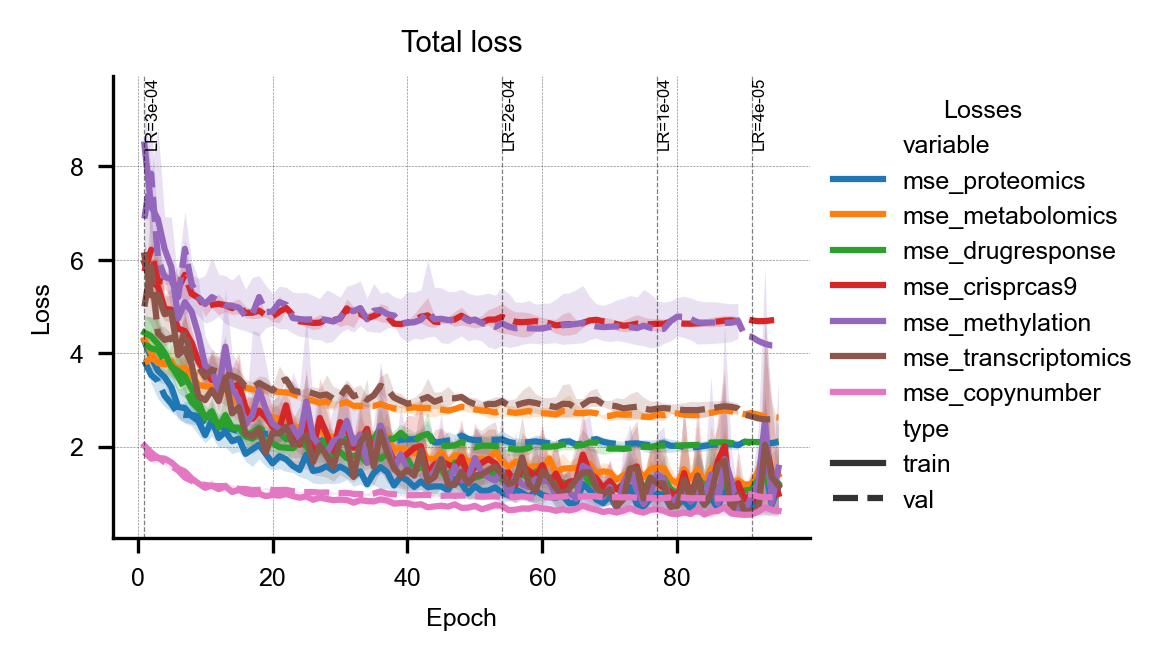 Total loss
LR=3e-04
LR=2e-04
LR=1e-04
LR=4e-05
8
6
4
2
Loss
0
20
40
60
80
Epoch
Losses
variable
mse_proteomics
mse_metabolomics
mse_drugresponse
mse_crisprcas9
mse_methylation
mse_transcriptomics
mse_copynumber
type
train
val